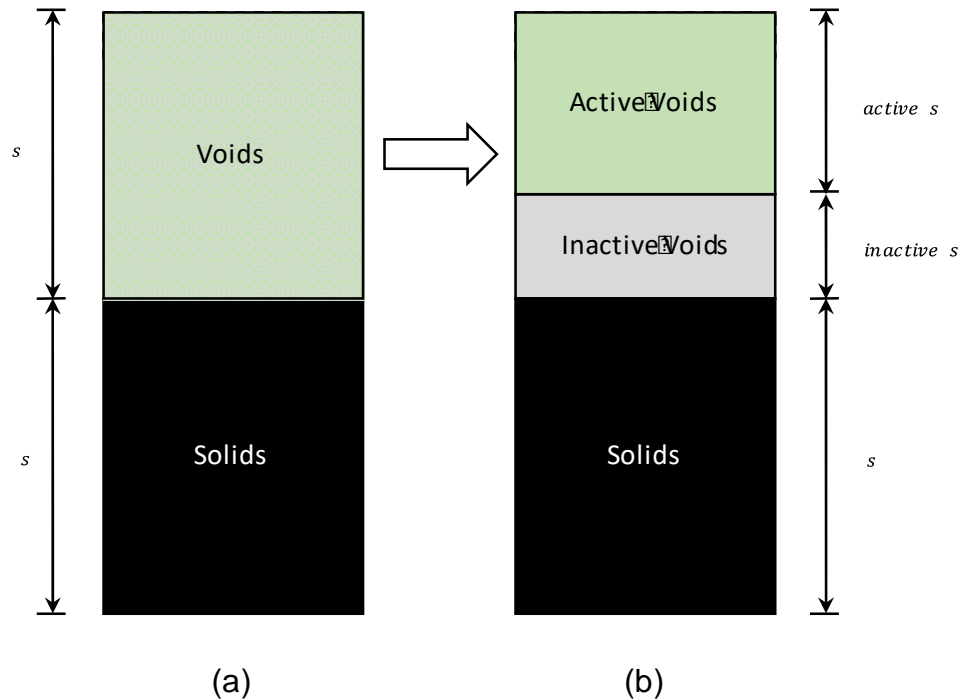 s
Voids
s
Solids
(a)
Active Voids
active s
Inactive Voids
inactive s
Solids
s
(b)